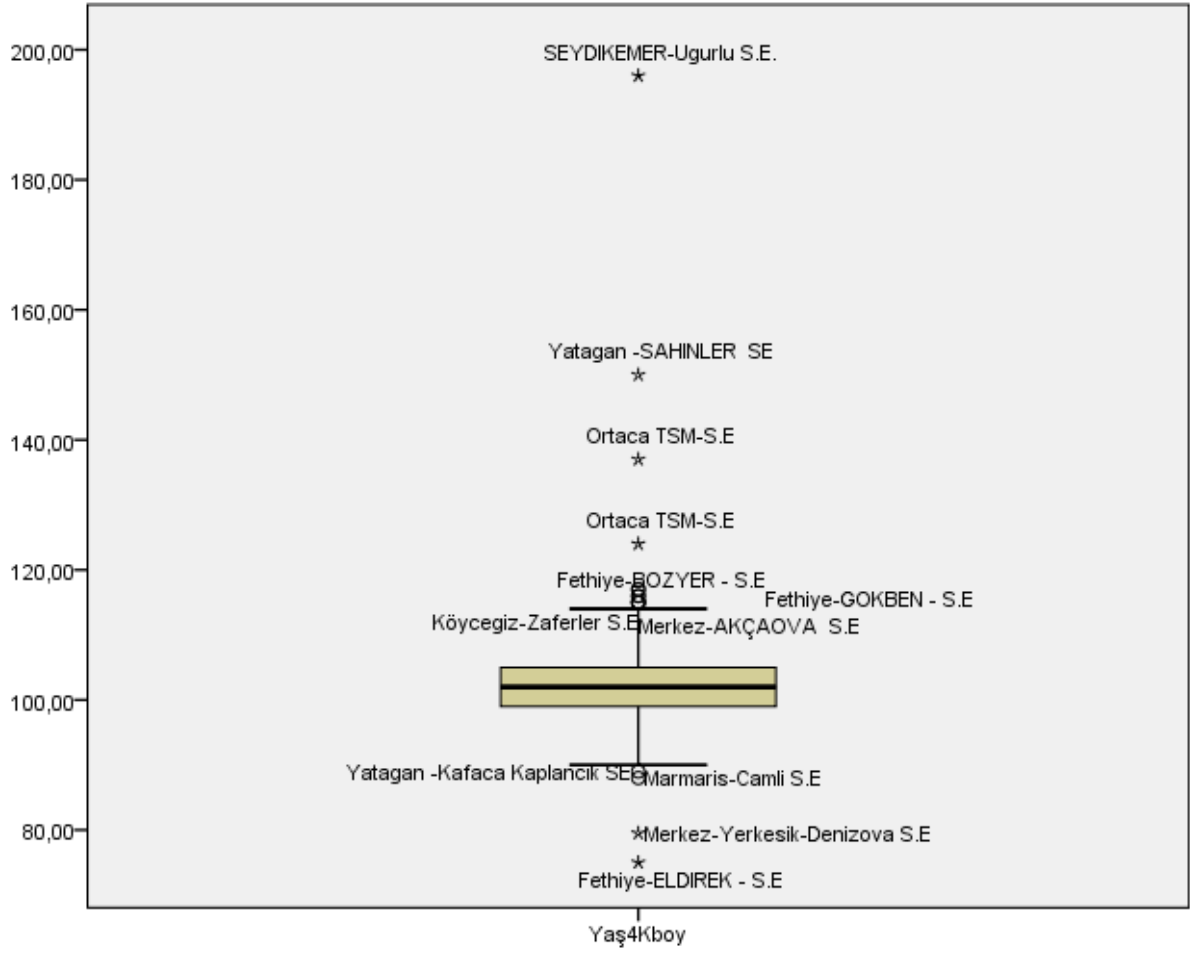 200,00
SEYDIKEMER-Ugurlu S.E.
180,00
160,00
Yatagan -SAHINLER  SE
140,00
Ortaca TSM-S.E
Ortaca TSM-S.E
120,00
Fethiye-BOZYER - S.E
Fethiye-GOKBEN - S.E
Köycegiz-Zaferler S.E
Merkez-AKÇAOVA  S.E
100,00
Yatagan -Kafaca Kaplancik SE
Marmaris-Camli S.E
80,00
Merkez-Yerkesik-Denizova S.E
Fethiye-ELDIREK - S.E
Yaş4Kboy